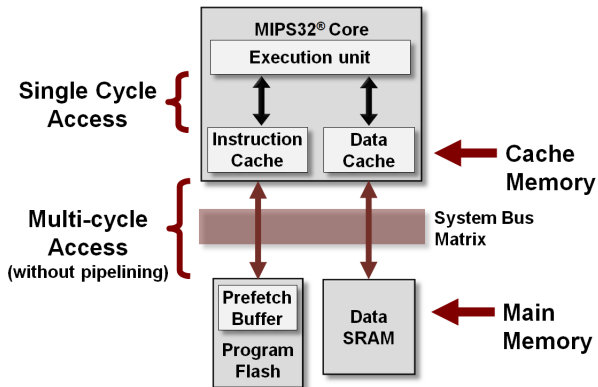 MIPS32® Core
Execution unit
Single Cycle
Access
Instruction
Cache
Data
Cache
Cache
Memory
Multi-cycle
Access
(without pipelining)
System Bus
Matrix
Prefetch
Buffer
Program
Flash
Data
SRAM
Main
Memory